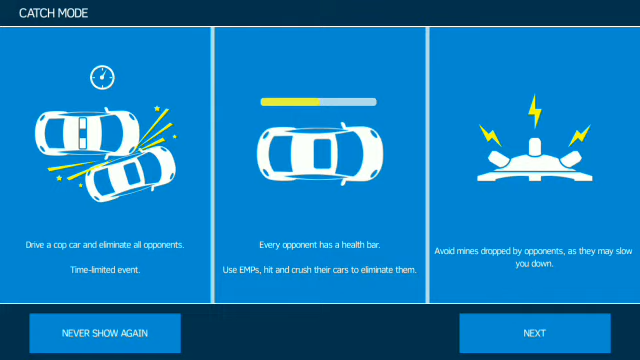 CATCH MODE
Drive a cop car and eliminate all opponents.
Time-limited event.
Every opponent has a health bar.
Use EMPs, hit and crush their cars to eliminate them.
Avoid mines dropped by opponents, as they may slow
you down.
NEVER SHOW AGAIN
NEXT